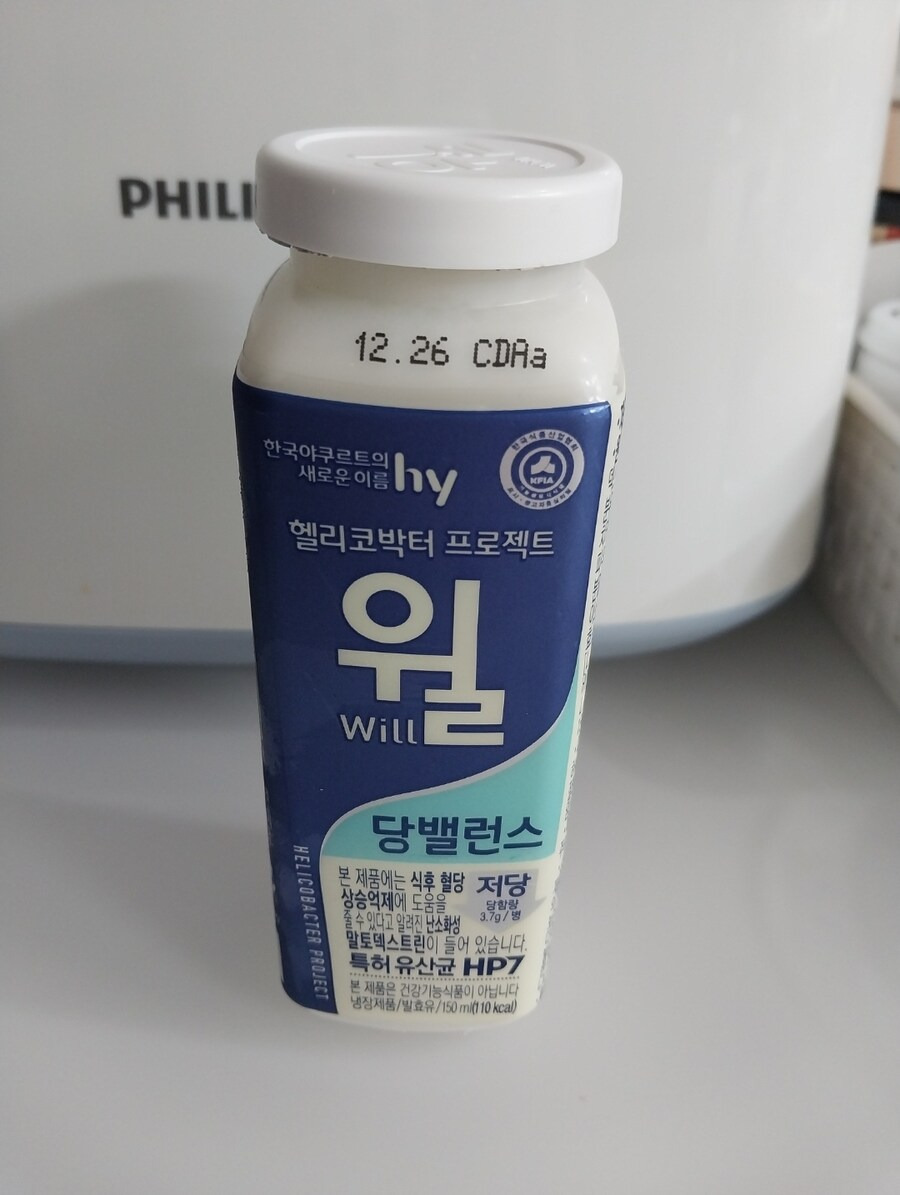 PHILI
12.26 CDAa
한국야쿠르트의
새로운 이름 hy
KFIA
헬리코박터 프로젝트
윌
Will
당밸런스
HELICOBACTER PROJECT
본 제품에는 식후 혈당
상승억제에 도움을
줄 수 있다고 알려진 난소화성
말토덱스트린이 들어 있습니다.
저당
당함량
3.7g / 병
특허 유산균 HP7
본 제품은 건강기능식품이 아닙니다
냉장제품/발효유/150 ml(110 kcal)